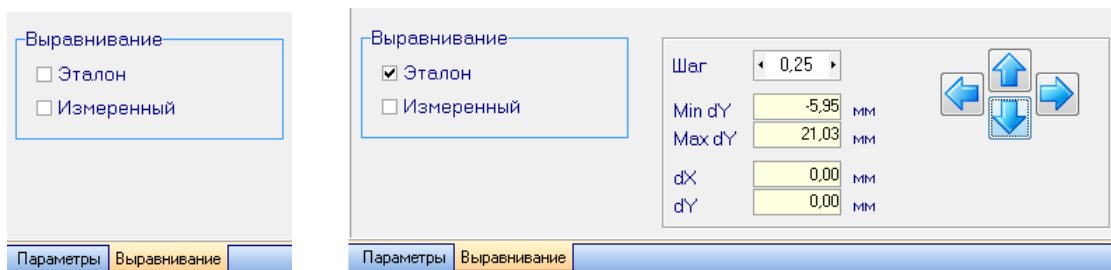 Выравнивание
Эталон
Измеренный
Параметры Выравнивание
Выравнивание
Эталон
Измеренный
Шаг 0,25
Min dY -5,95 мм
Max dY 21,03 мм
dX 0,00 мм
dY 0,00 мм
Параметры Выравнивание